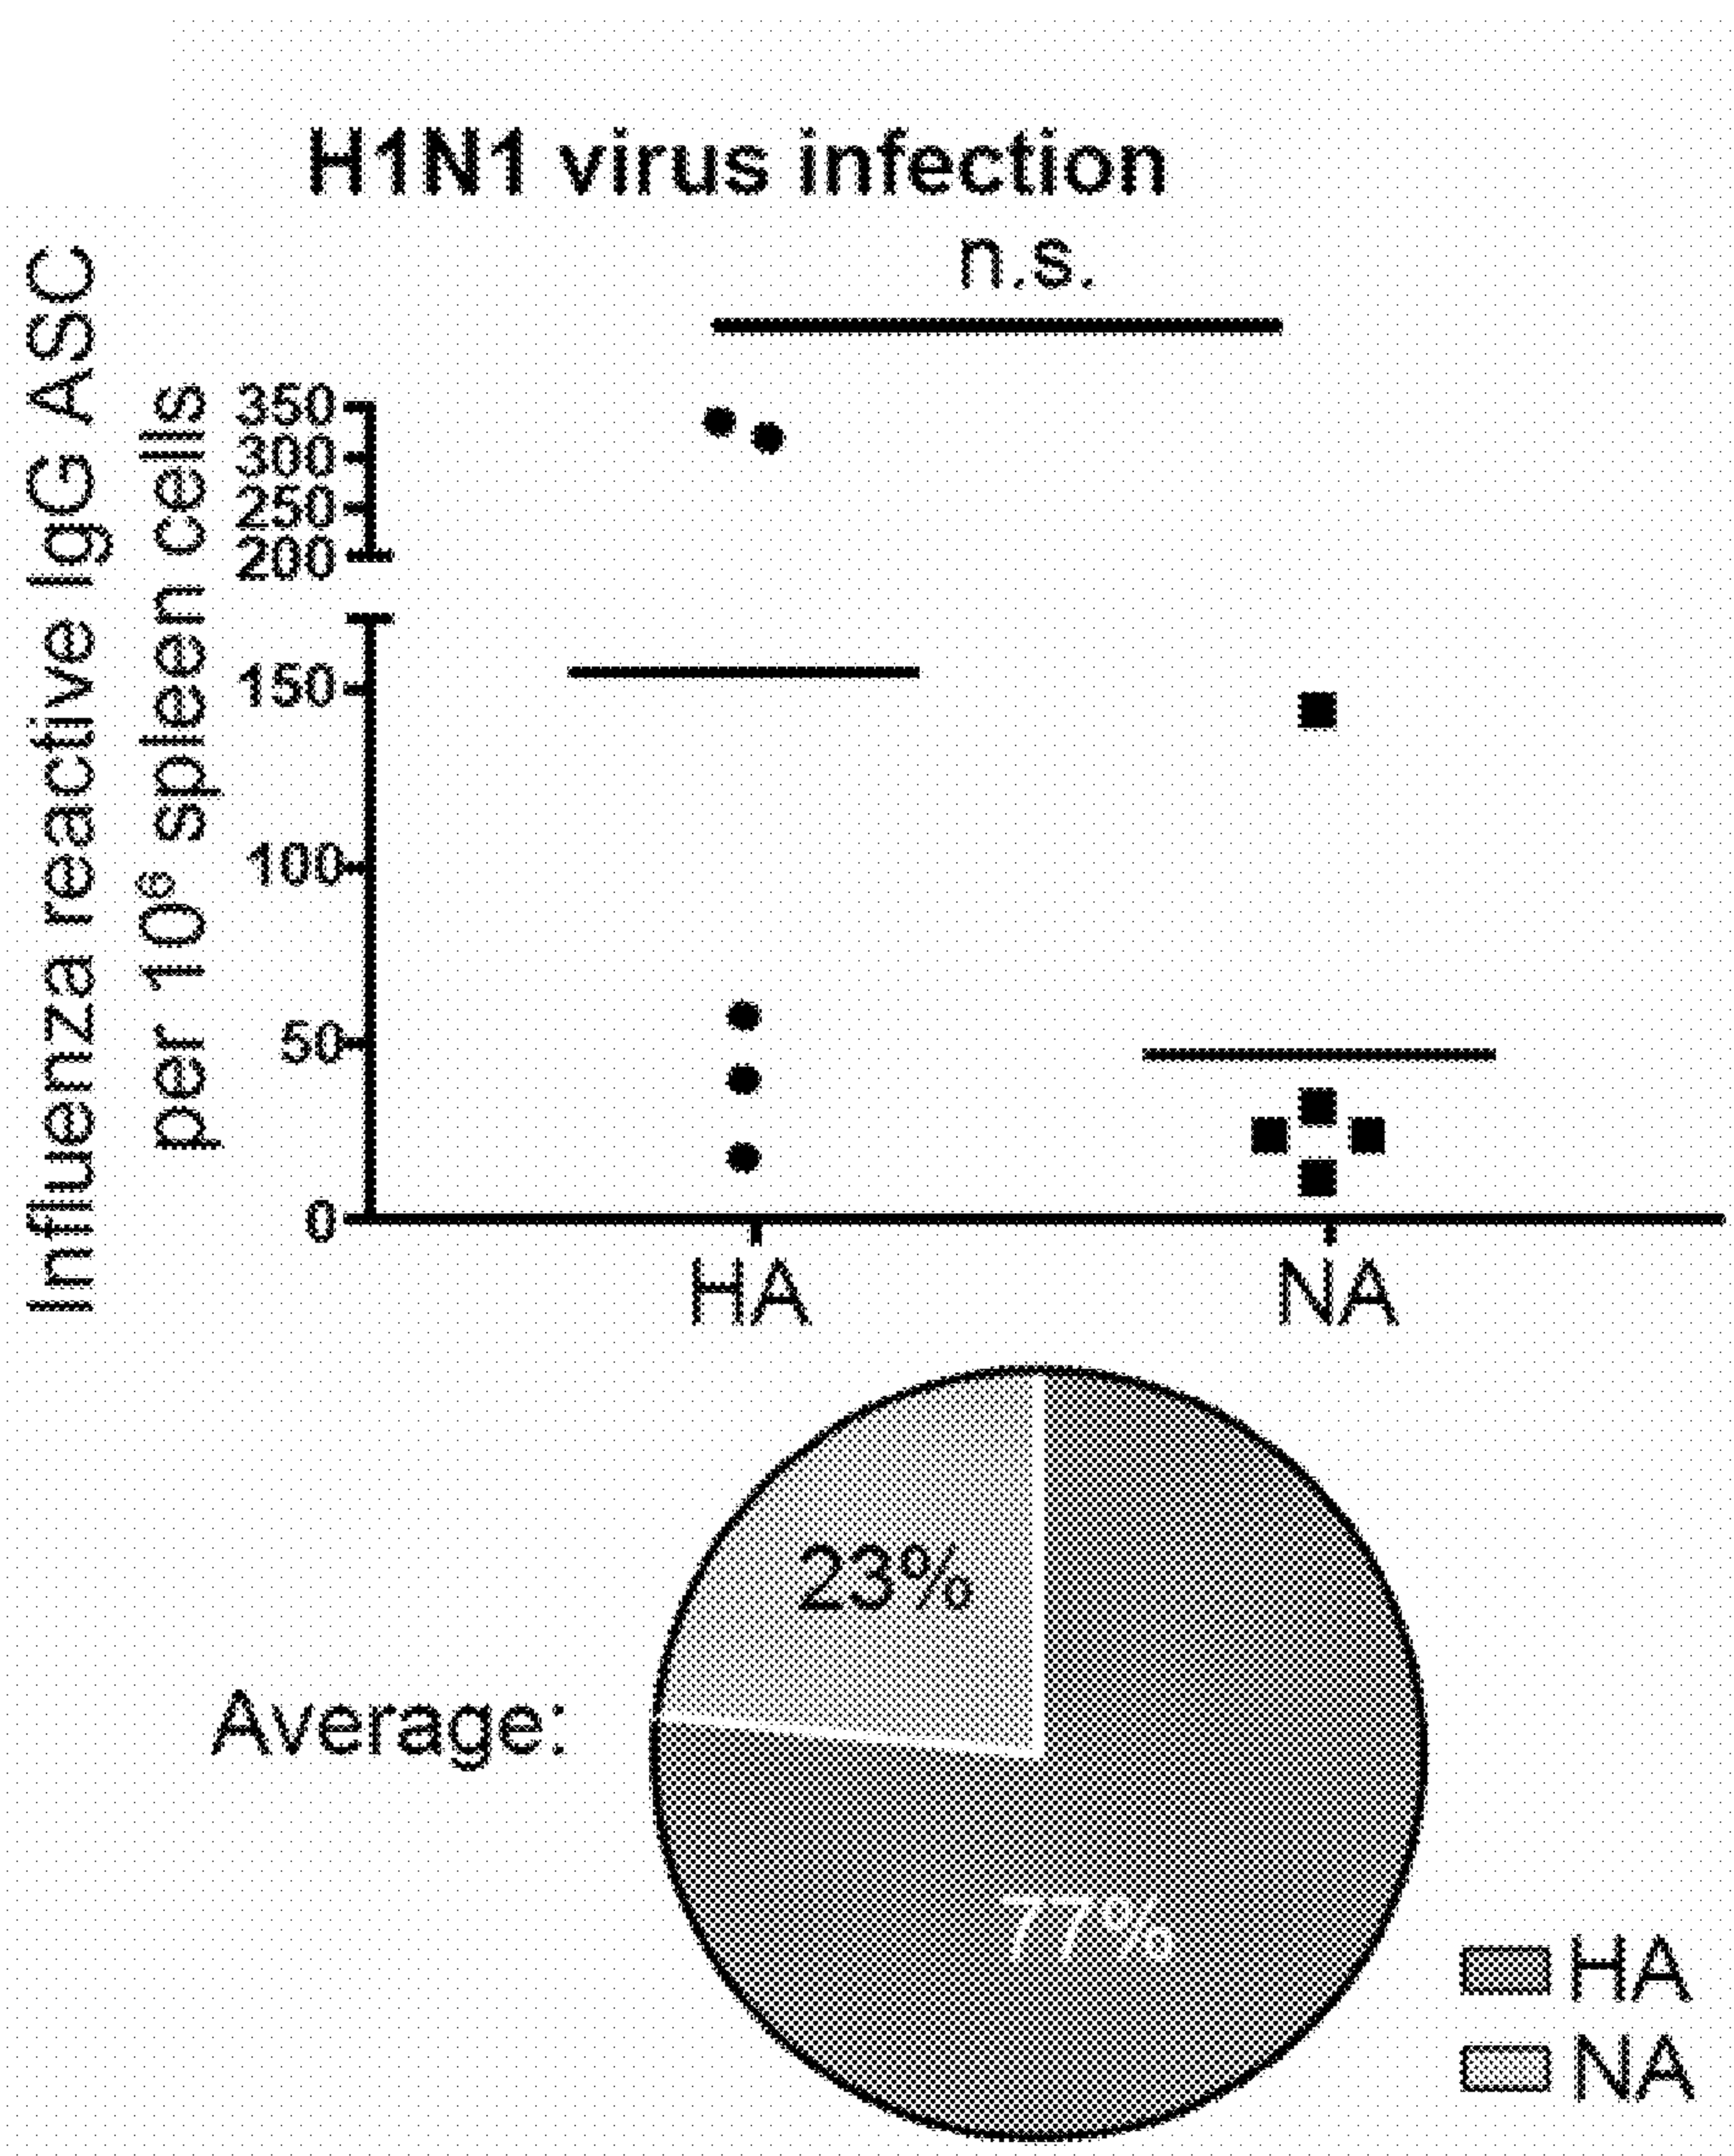 H1N1 virus infection
n.s.
Influenza reactive IgG ASC
per 10⁶ spleen cells
350
300
250
200
150
100
50
0
HA
NA
Average:
23%
77%
HA
NA